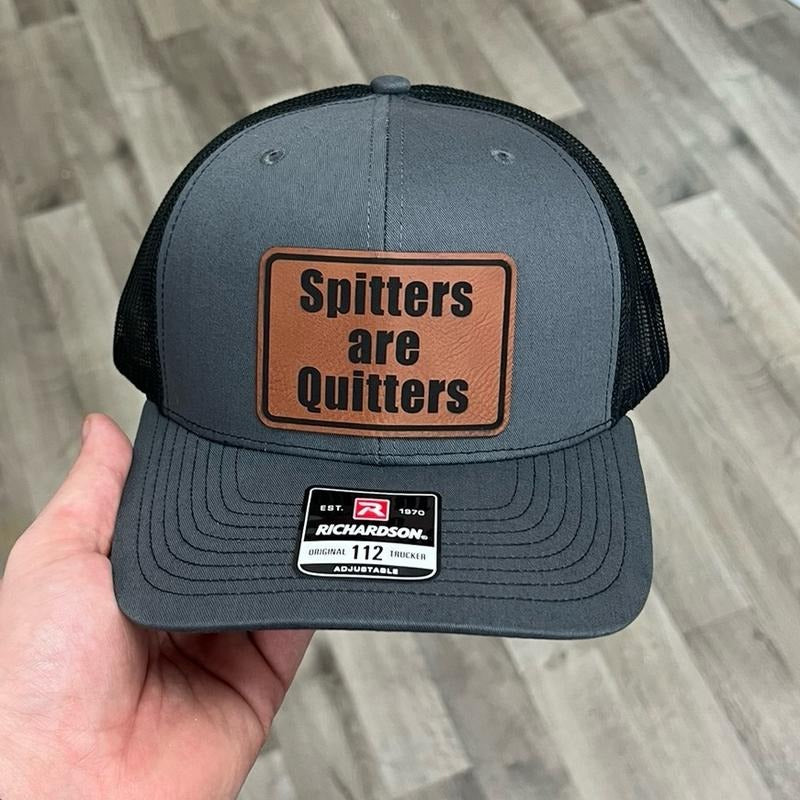 Spitters
are
Quitters
EST. R 1970
RICHARDSON®
ORIGINAL 112 TRUCKER
ADJUSTABLE